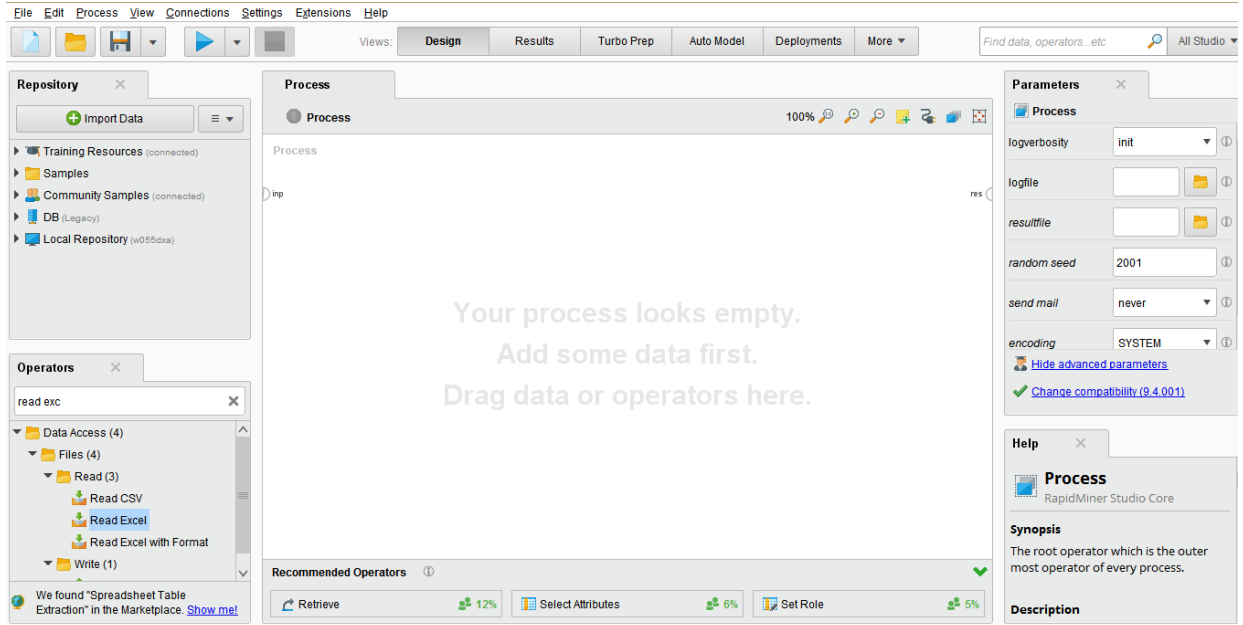 File Edit Process View Connections Settings Extensions Help
Views: Design Results Turbo Prep Auto Model Deployments More
Find data, operators...etc All Studio
Repository
Import Data
Training Resources (connected)
Samples
Community Samples (connected)
DB (Legacy)
Local Repository (w055dxa)
Operators
read exc
Data Access (4)
Files (4)
Read (3)
Read CSV
Read Excel
Read Excel with Format
Write (1)
We found "Spreadsheet Table
Extraction" in the Marketplace. Show me!
Process
Process
100%
Process
inp
res
Your process looks empty.
Add some data first.
Drag data or operators here.
Recommended Operators
Retrieve 12%
Select Attributes 6%
Set Role 5%
Parameters
Process
logverbosity init
logfile
resultfile
random seed 2001
send mail never
encoding SYSTEM
Hide advanced parameters
Change compatibility (9.4.001)
Help
Process
RapidMiner Studio Core
Synopsis
The root operator which is the outer
most operator of every process.
Description